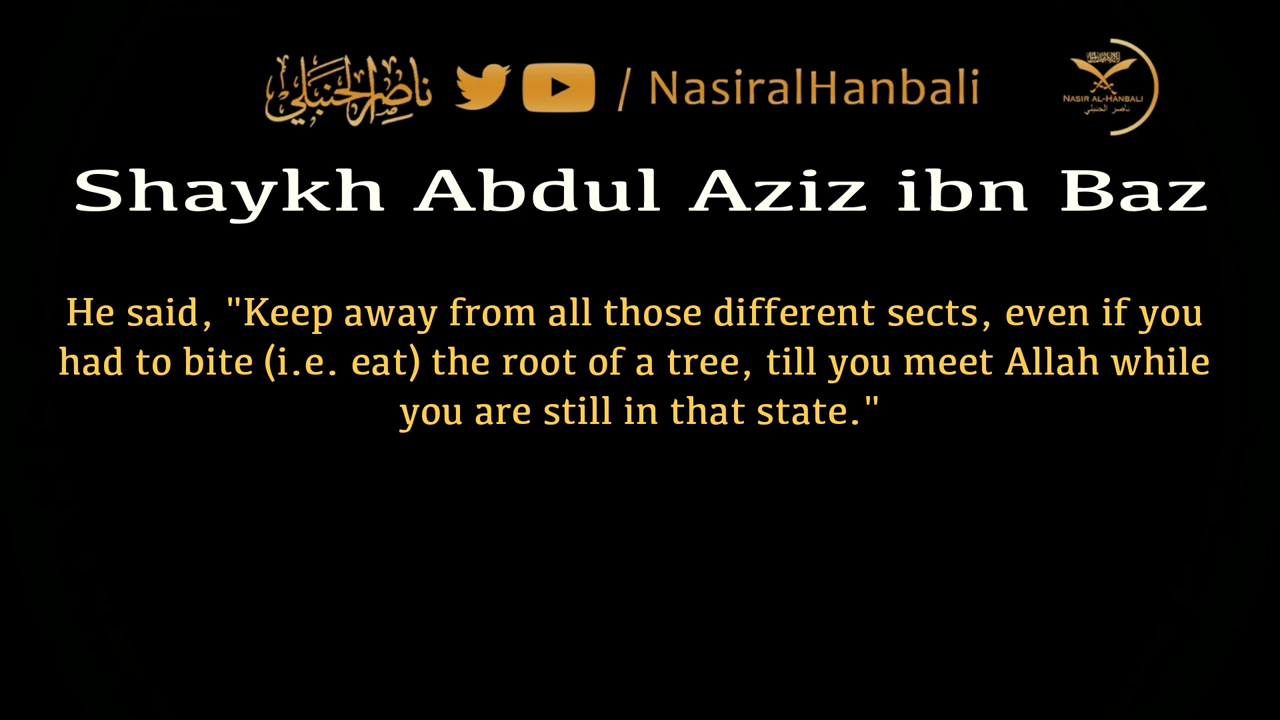 ناصر الحنبلي / NasiralHanbali
NASIR AL-HANBALI
ناصر الحنبلي
Shaykh Abdul Aziz ibn Baz
He said, "Keep away from all those different sects, even if you
had to bite (i.e. eat) the root of a tree, till you meet Allah while
you are still in that state."